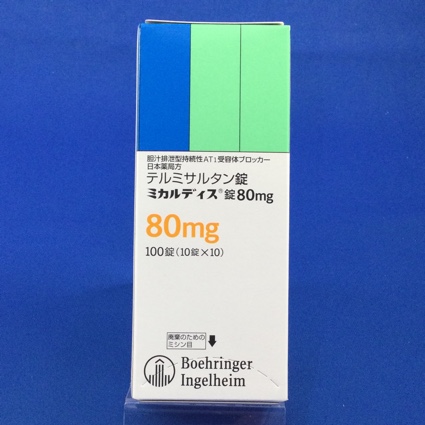 胆汁排泄型持続性AT₁受容体ブロッカー
日本薬局方
テルミサルタン錠
ミカルディス®錠80mg
80mg
100錠(10錠×10)
廃棄のための
ミシン目
Boehringer
Ingelheim